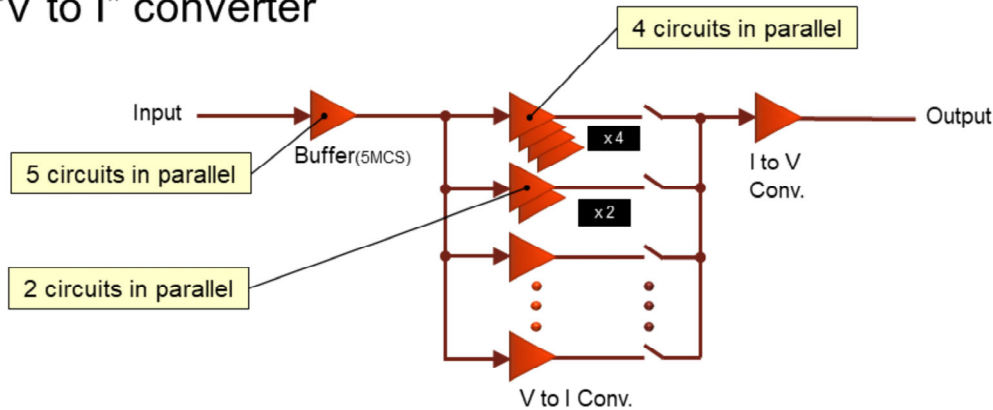 "V to I" converter
4 circuits in parallel
Input
Output
Buffer(5MCS)
x4
I to V
Conv.
5 circuits in parallel
x2
2 circuits in parallel
V to I Conv.